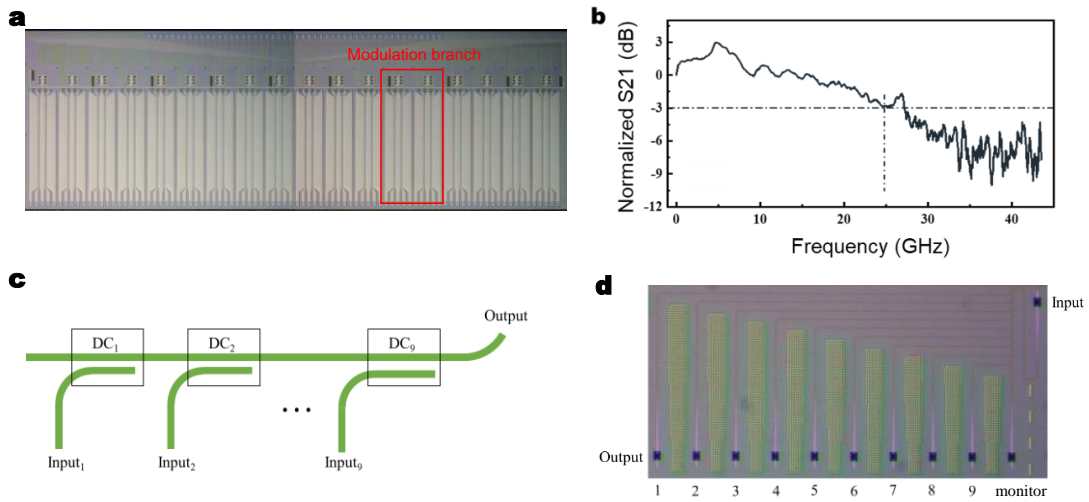 a
Modulation branch
b
Normalized S21 (dB)
3
0
-3
-6
-9
-12
0
10
20
30
40
Frequency (GHz)
c
DC1
DC2
DC9
Output
Input1
Input2
...
Input9
d
Input
Output
1 2 3 4 5 6 7 8 9 monitor